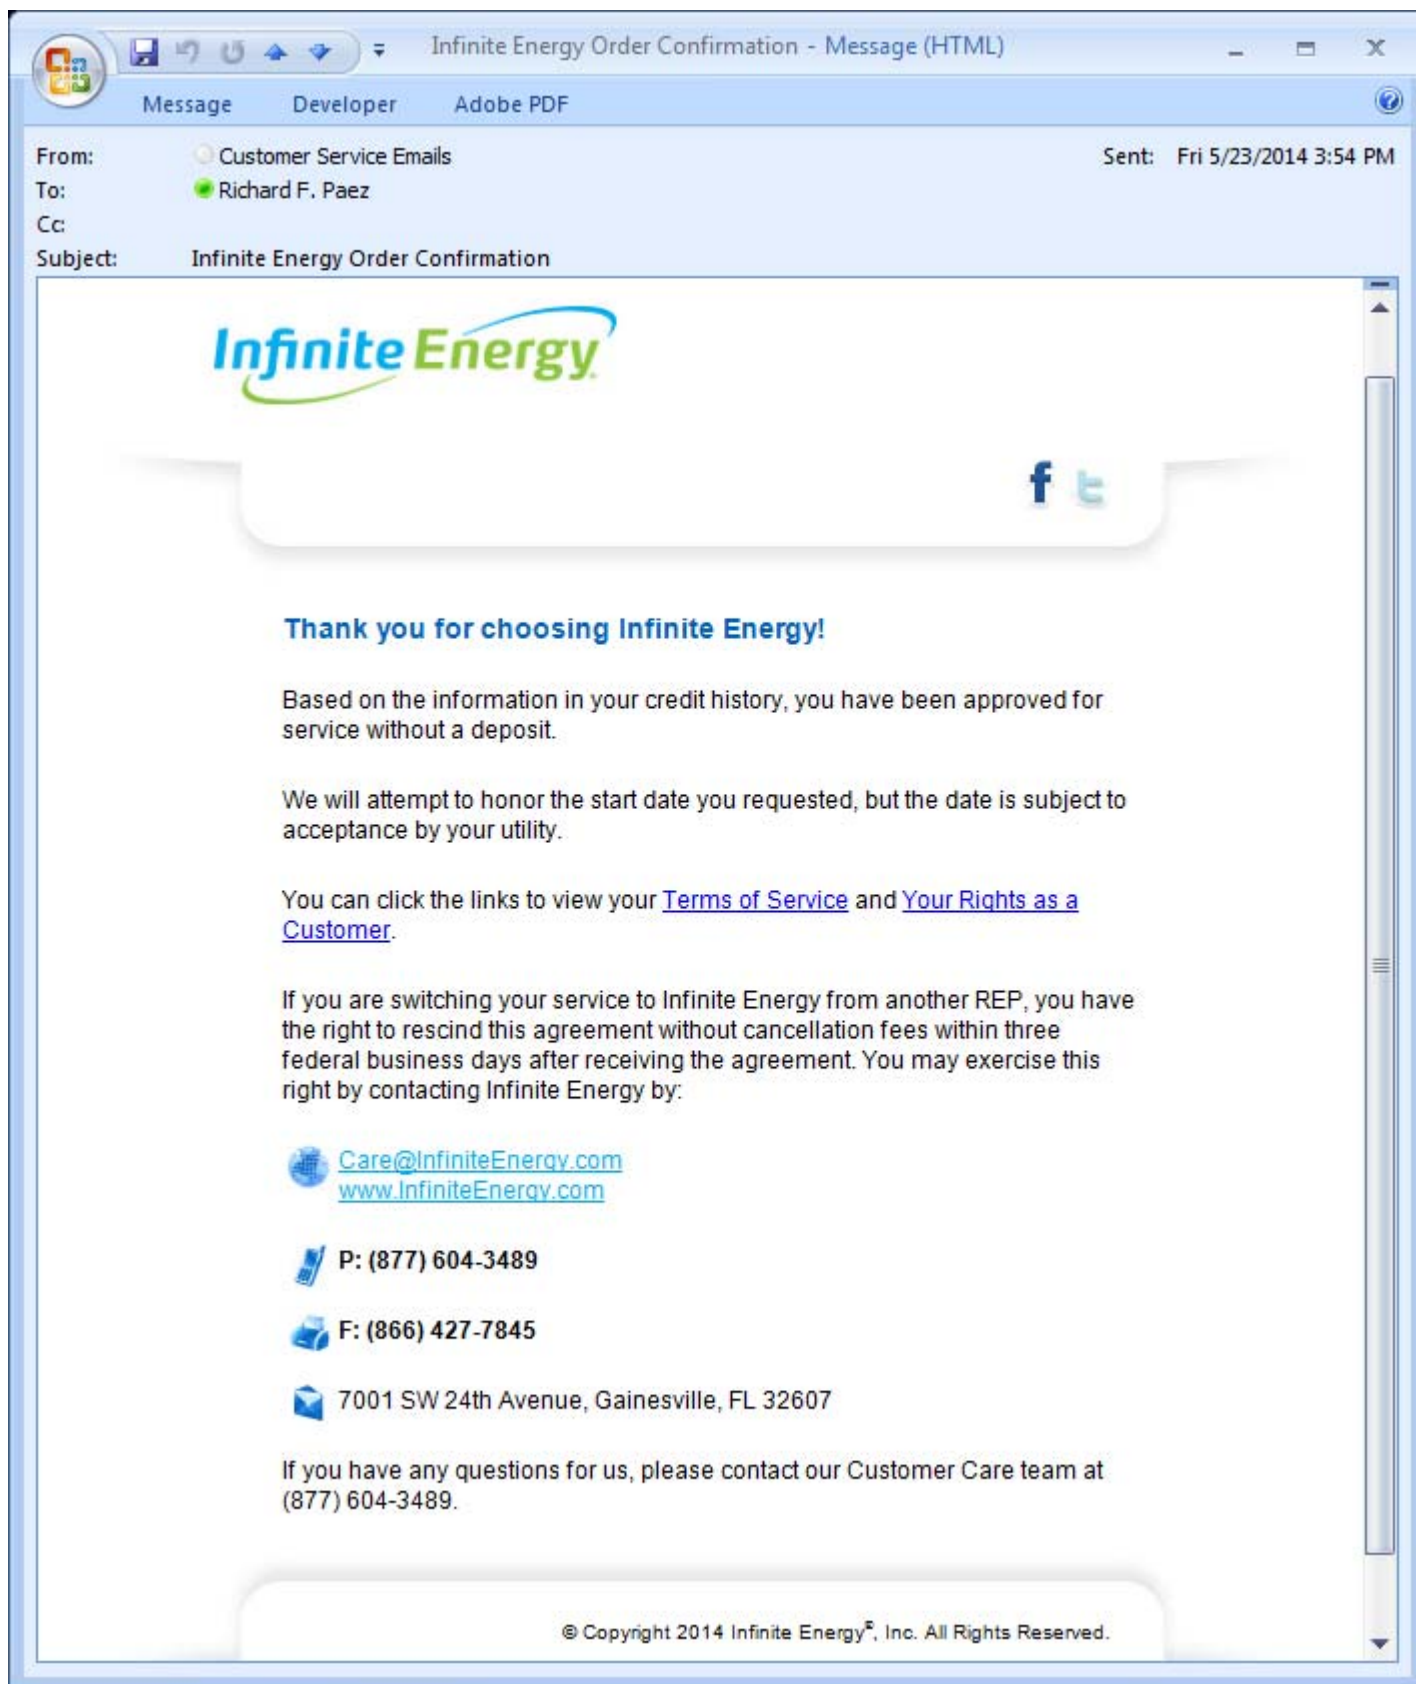 Infinite Energy Order Confirmation - Message (HTML)
Message Developer Adobe PDF
From: Customer Service Emails Sent: Fri 5/23/2014 3:54 PM
To: Richard F. Paez
Cc:
Subject: Infinite Energy Order Confirmation
Infinite Energy
Thank you for choosing Infinite Energy!
Based on the information in your credit history, you have been approved for
service without a deposit.
We will attempt to honor the start date you requested, but the date is subject to
acceptance by your utility.
You can click the links to view your Terms of Service and Your Rights as a
Customer.
If you are switching your service to Infinite Energy from another REP, you have
the right to rescind this agreement without cancellation fees within three
federal business days after receiving the agreement. You may exercise this
right by contacting Infinite Energy by:
Care@InfiniteEnergy.com
www.InfiniteEnergy.com
P: (877) 604-3489
F: (866) 427-7845
7001 SW 24th Avenue, Gainesville, FL 32607
If you have any questions for us, please contact our Customer Care team at
(877) 604-3489.
© Copyright 2014 Infinite Energy®, Inc. All Rights Reserved.